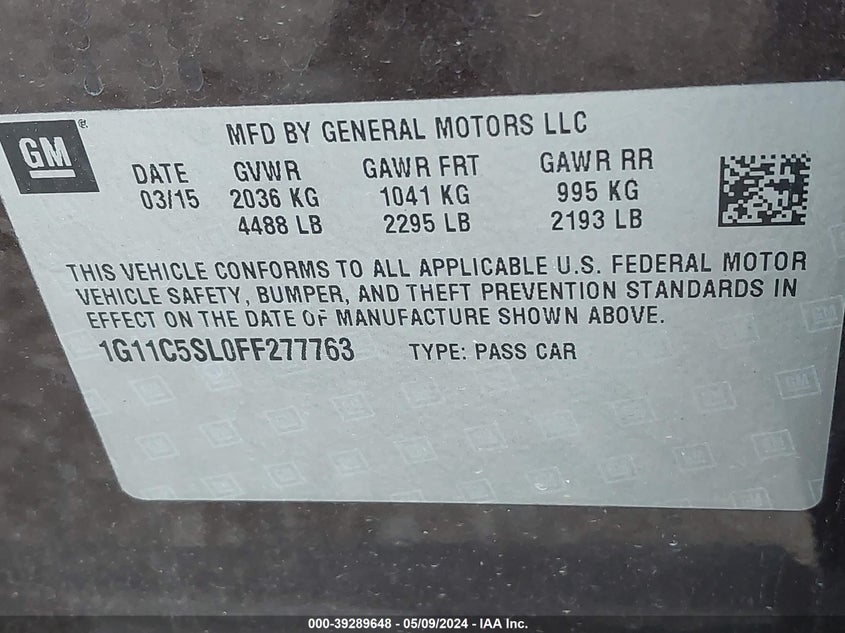 GM®
MFD BY GENERAL MOTORS LLC
DATE GVWR GAWR FRT GAWR RR
03/15 2036 KG 1041 KG 995 KG
4488 LB 2295 LB 2193 LB
THIS VEHICLE CONFORMS TO ALL APPLICABLE U.S. FEDERAL MOTOR
VEHICLE SAFETY, BUMPER, AND THEFT PREVENTION STANDARDS IN
EFFECT ON THE DATE OF MANUFACTURE SHOWN ABOVE.
1G11C5SL0FF277763 TYPE: PASS CAR
000-39289648 - 05/09/2024 - IAA Inc.